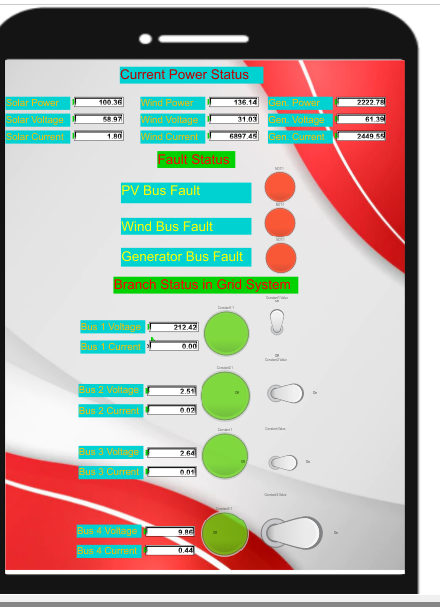 Current Power Status
Solar Power 100.36 Wind Power 136.14 Gen. Power 2222.78
Solar Voltage 58.97 Wind Voltage 31.03 Gen. Voltage 61.39
Solar Current 1.80 Wind Current 6897.45 Gen. Current 2449.55
Fault Status
PV Bus Fault
Wind Bus Fault
Generator Bus Fault
Branch Status in Grid System
Bus 1 Voltage 212.42
Bus 1 Current 0.00
Off
Bus 2 Voltage 2.51
On
Bus 2 Current 0.02
Bus 3 Voltage 2.64
On
Bus 3 Current 0.01
Bus 4 Voltage 9.86
On
Bus 4 Current 0.44